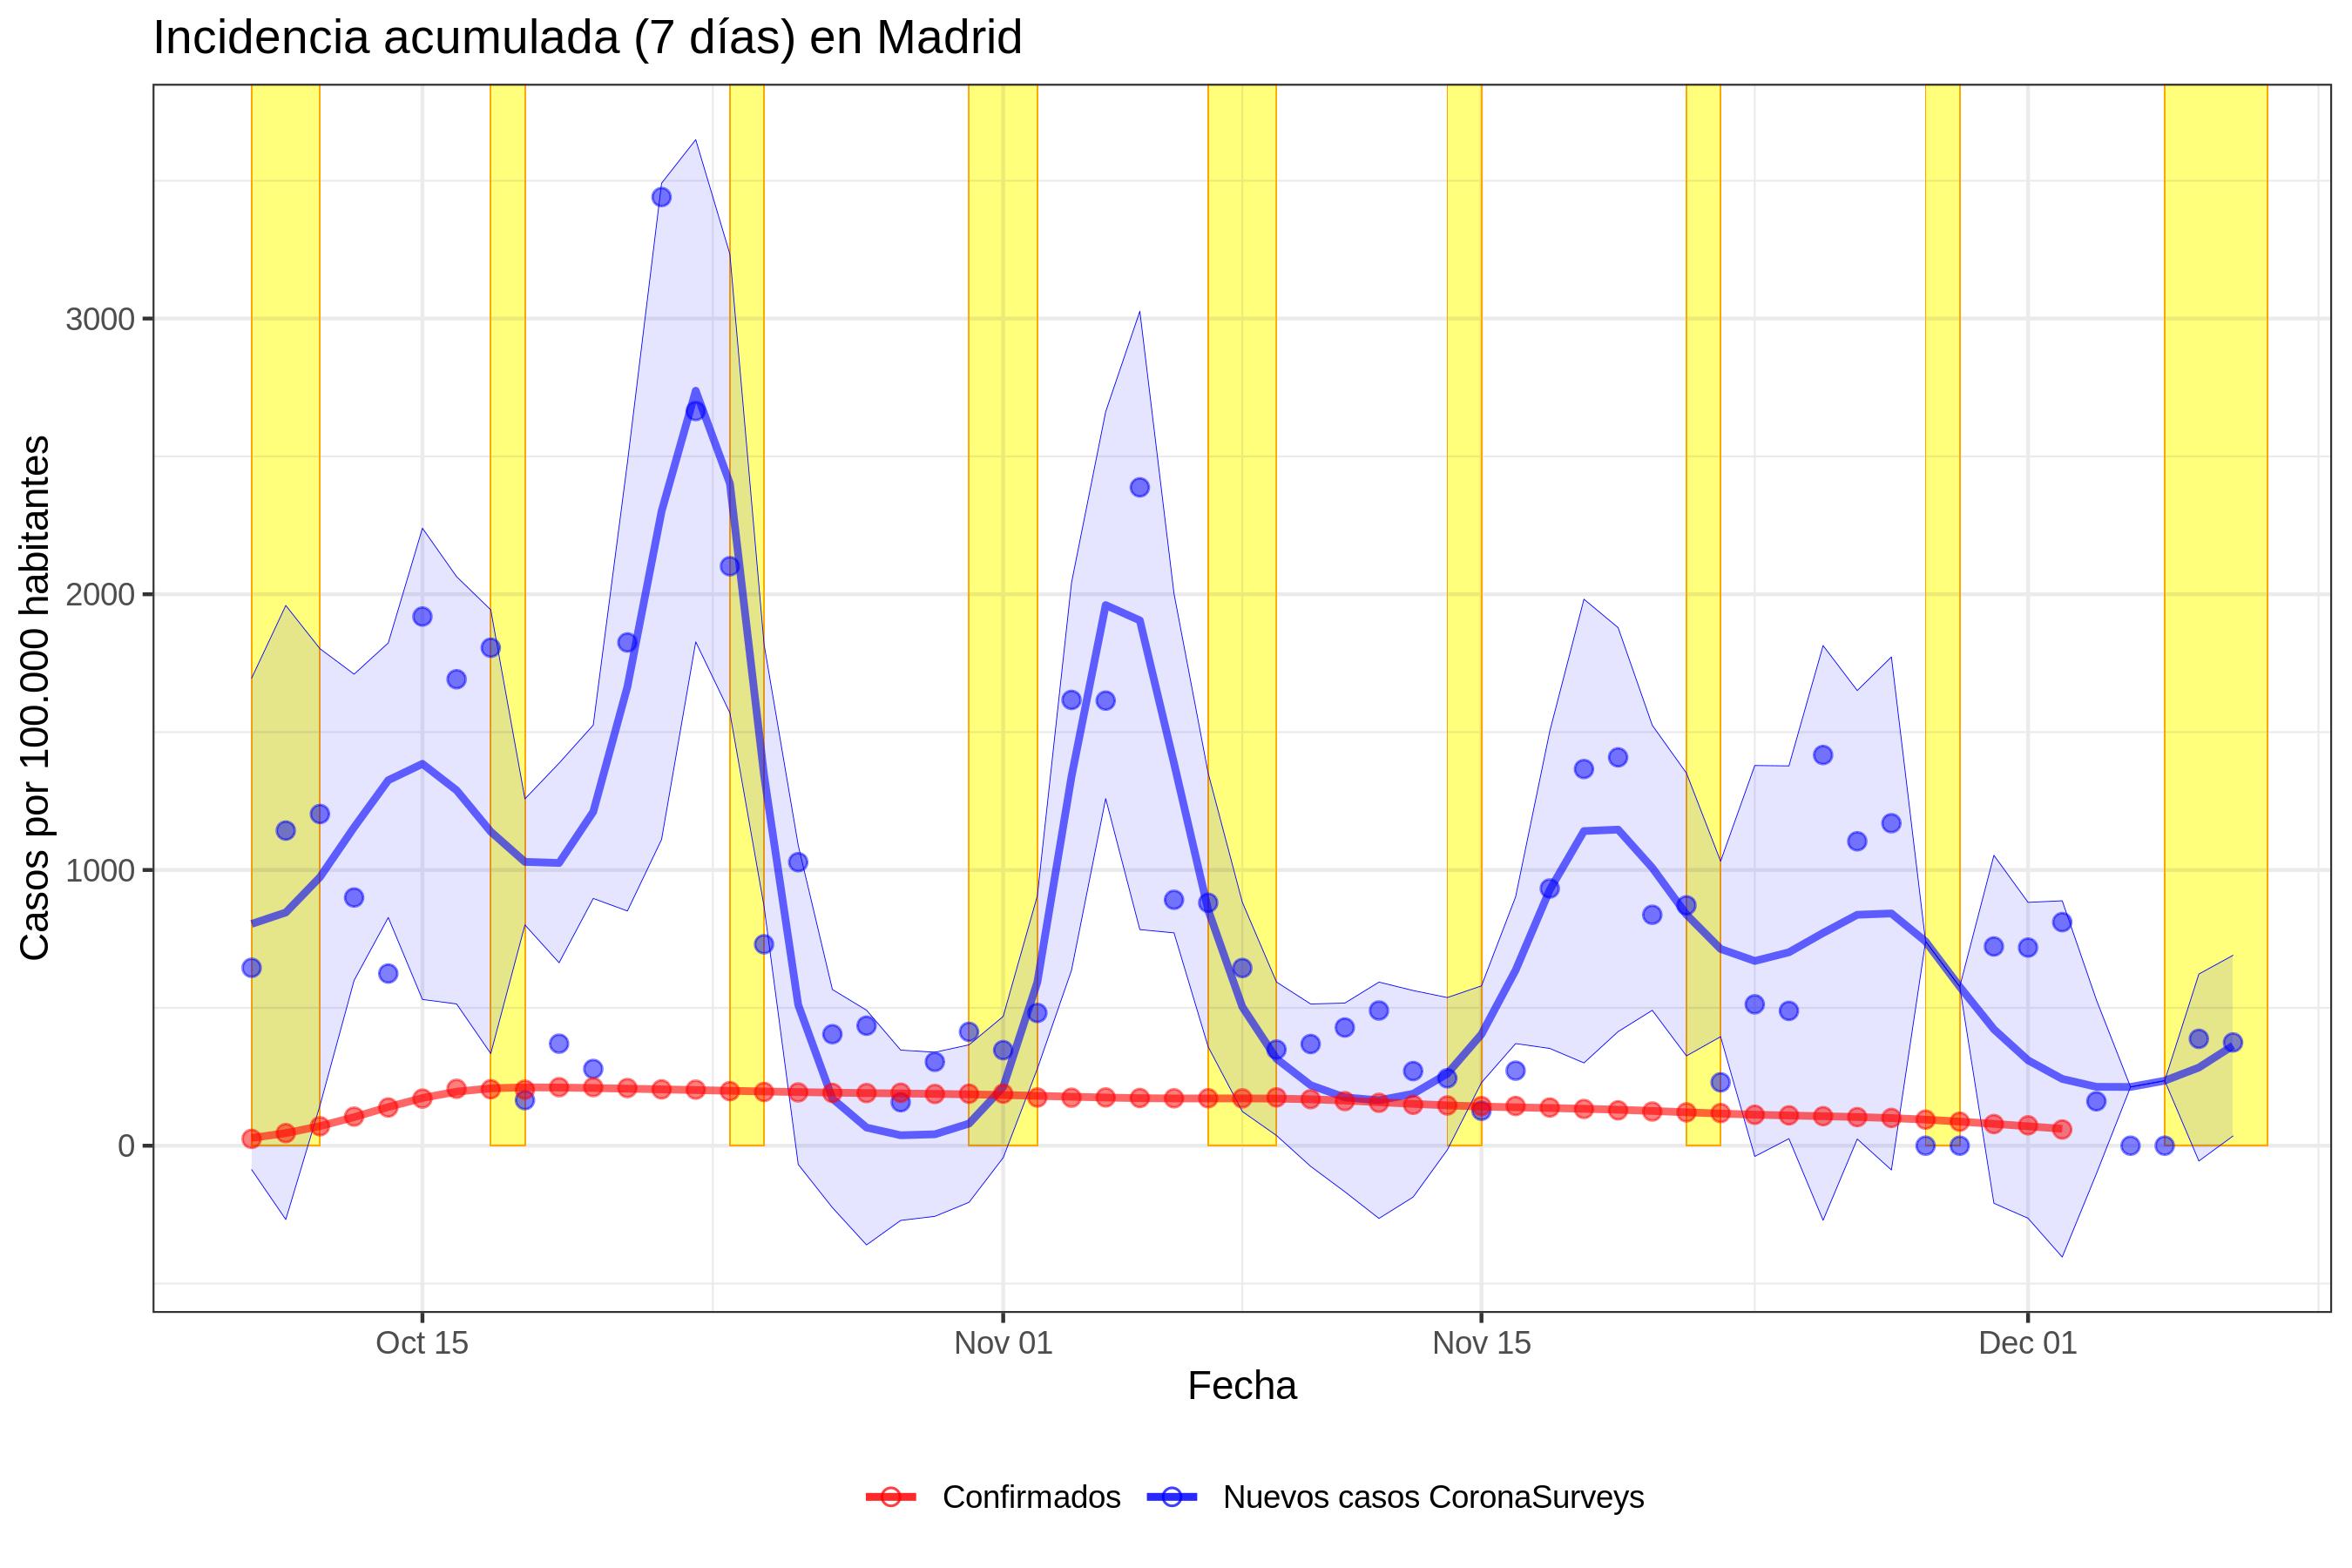 Incidencia acumulada (7 días) en Madrid
Casos por 100.000 habitantes
3000
2000
1000
0
Oct 15 Nov 01 Nov 15 Dec 01
Fecha
Confirmados Nuevos casos CoronaSurveys